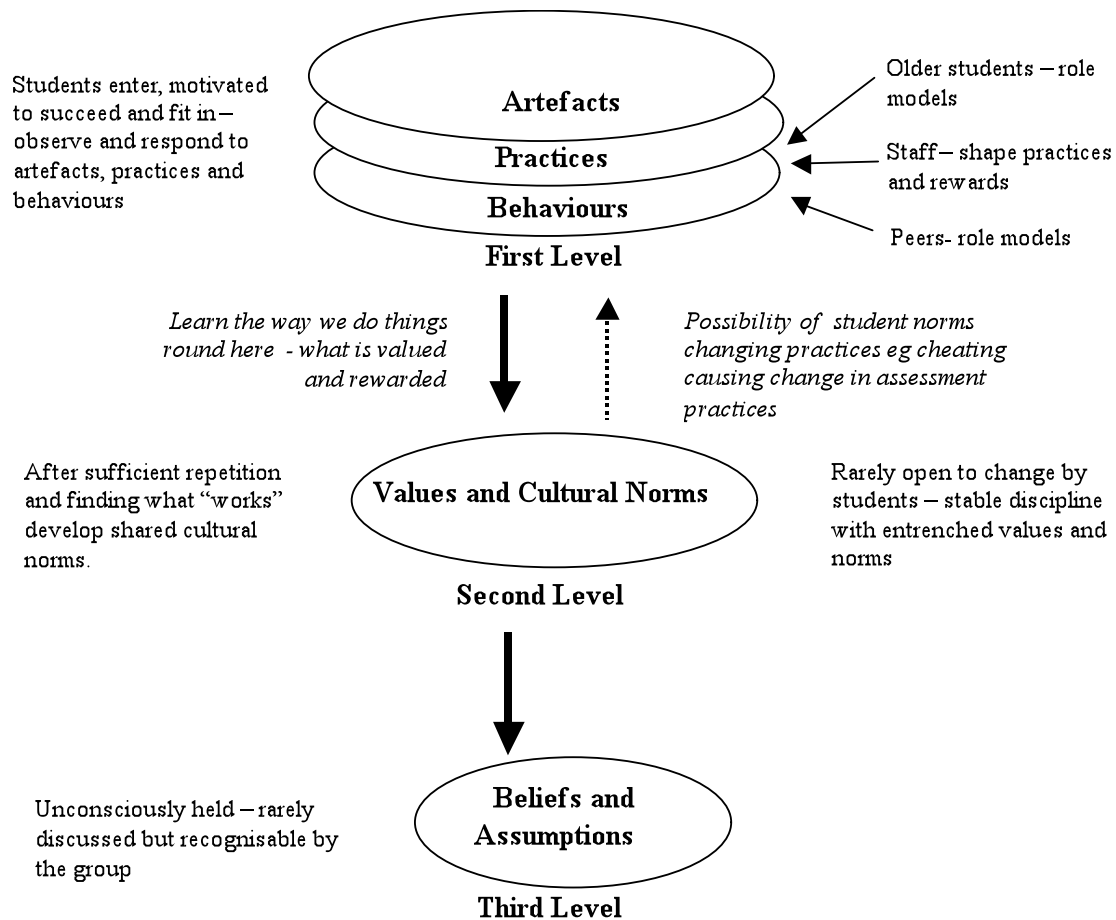 Students enter, motivated
to succeed and fit in –
observe and respond to
artefacts, practices and
behaviours
Artefacts
Practices
Behaviours
First Level
Older students – role
models
Staff – shape practices
and rewards
Peers- role models
Learn the way we do things
round here - what is valued
and rewarded
Possibility of student norms
changing practices eg cheating
causing change in assessment
practices
After sufficient repetition
and finding what “works”
develop shared cultural
norms.
Values and Cultural Norms
Second Level
Rarely open to change by
students – stable discipline
with entrenched values and
norms
Unconsciously held – rarely
discussed but recognisable by
the group
Beliefs and
Assumptions
Third Level